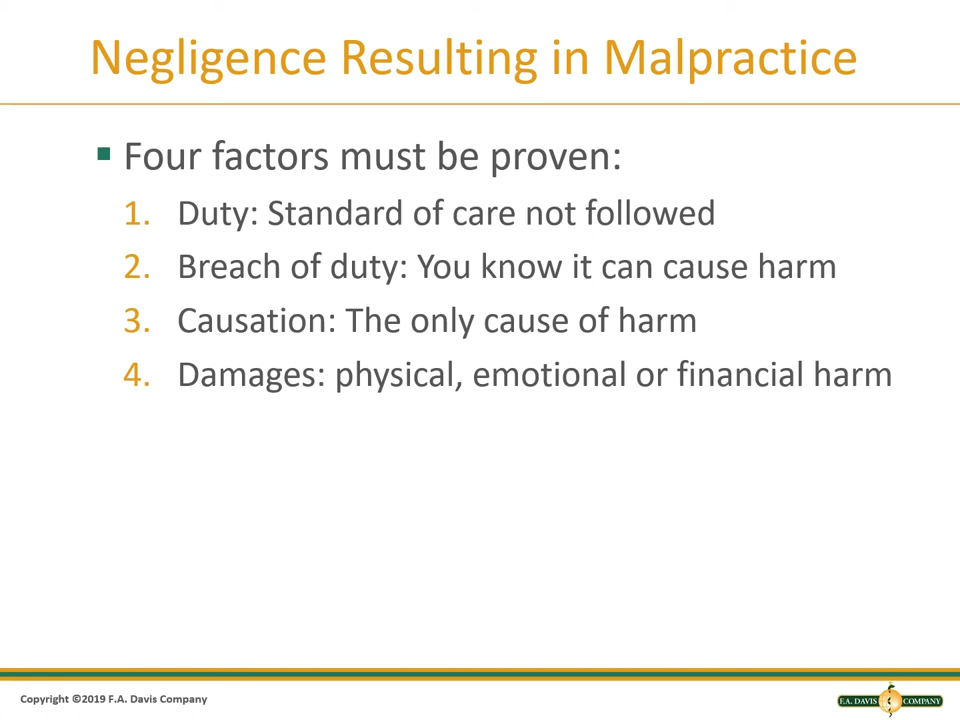 Negligence Resulting in Malpractice
▪ Four factors must be proven:
1. Duty: Standard of care not followed
2. Breach of duty: You know it can cause harm
3. Causation: The only cause of harm
4. Damages: physical, emotional or financial harm
Copyright ©2019 F.A. Davis Company
F.A. DAVIS COMPANY